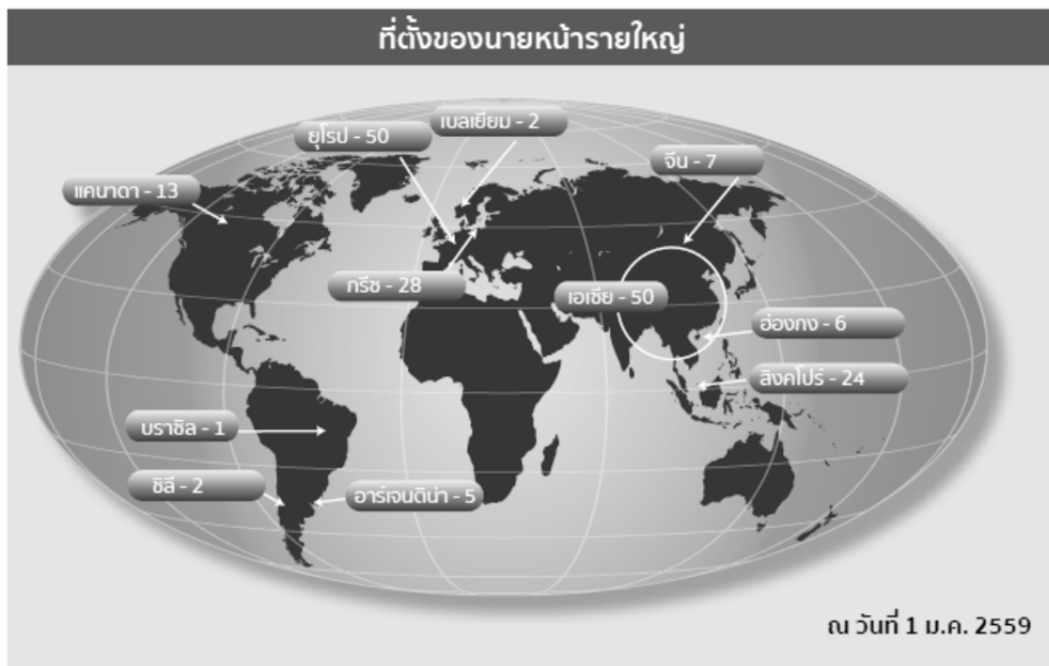 ที่ตั้งของนายหน้ารายใหญ่
เบลเยี่ยม - 2
ยุโรป - 50
จีน - 7
แคนาดา - 13
กรีซ - 28
เอเชีย - 50
ฮ่องกง - 6
สิงคโปร์ - 24
บราซิล - 1
ชิลี - 2
อาร์เจนติน่า - 5
ณ วันที่ 1 ม.ค. 2559